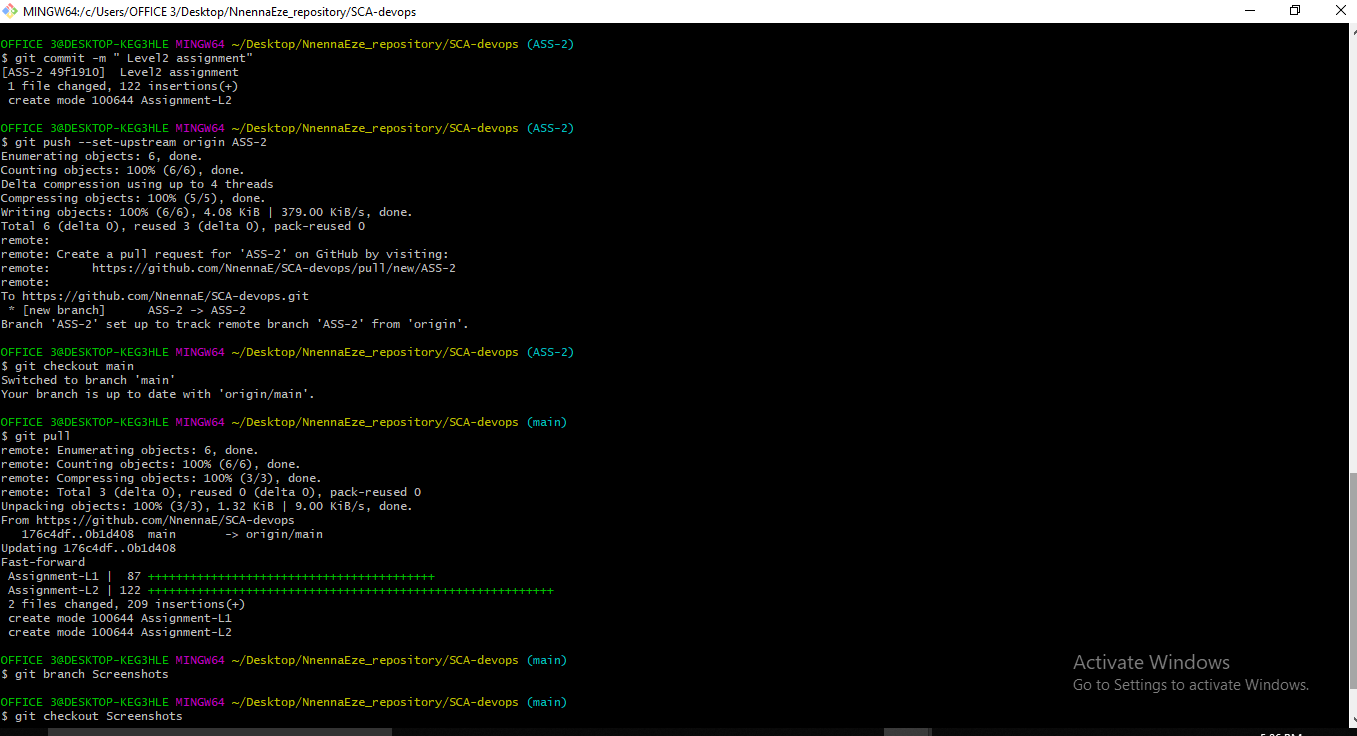 MINGW64:/c/Users/OFFICE 3/Desktop/NnennaEze_repository/SCA-devops
OFFICE 3@DESKTOP-KEG3HLE MINGW64 ~/Desktop/NnennaEze_repository/SCA-devops (ASS-2)
$ git commit -m " Level2 assignment"
[ASS-2 49f1910]  Level2 assignment
 1 file changed, 122 insertions(+)
 create mode 100644 Assignment-L2
OFFICE 3@DESKTOP-KEG3HLE MINGW64 ~/Desktop/NnennaEze_repository/SCA-devops (ASS-2)
$ git push --set-upstream origin ASS-2
Enumerating objects: 6, done.
Counting objects: 100% (6/6), done.
Delta compression using up to 4 threads
Compressing objects: 100% (5/5), done.
Writing objects: 100% (6/6), 4.08 KiB | 379.00 KiB/s, done.
Total 6 (delta 0), reused 3 (delta 0), pack-reused 0
remote:
remote: Create a pull request for 'ASS-2' on GitHub by visiting:
remote:      https://github.com/NnennaE/SCA-devops/pull/new/ASS-2
remote:
To https://github.com/NnennaE/SCA-devops.git
 * [new branch]      ASS-2 -> ASS-2
Branch 'ASS-2' set up to track remote branch 'ASS-2' from 'origin'.
OFFICE 3@DESKTOP-KEG3HLE MINGW64 ~/Desktop/NnennaEze_repository/SCA-devops (ASS-2)
$ git checkout main
Switched to branch 'main'
Your branch is up to date with 'origin/main'.
OFFICE 3@DESKTOP-KEG3HLE MINGW64 ~/Desktop/NnennaEze_repository/SCA-devops (main)
$ git pull
remote: Enumerating objects: 6, done.
remote: Counting objects: 100% (6/6), done.
remote: Compressing objects: 100% (3/3), done.
remote: Total 3 (delta 0), reused 0 (delta 0), pack-reused 0
Unpacking objects: 100% (3/3), 1.32 KiB | 9.00 KiB/s, done.
From https://github.com/NnennaE/SCA-devops
   176c4df..0b1d408  main       -> origin/main
Updating 176c4df..0b1d408
Fast-forward
 Assignment-L1 |  87 +++++++++++++++++++++++++++++++++++++++++
 Assignment-L2 | 122 ++++++++++++++++++++++++++++++++++++++++++++++++++++++++++
 2 files changed, 209 insertions(+)
 create mode 100644 Assignment-L1
 create mode 100644 Assignment-L2
OFFICE 3@DESKTOP-KEG3HLE MINGW64 ~/Desktop/NnennaEze_repository/SCA-devops (main)
$ git branch Screenshots
OFFICE 3@DESKTOP-KEG3HLE MINGW64 ~/Desktop/NnennaEze_repository/SCA-devops (main)
$ git checkout Screenshots
Activate Windows
Go to Settings to activate Windows.